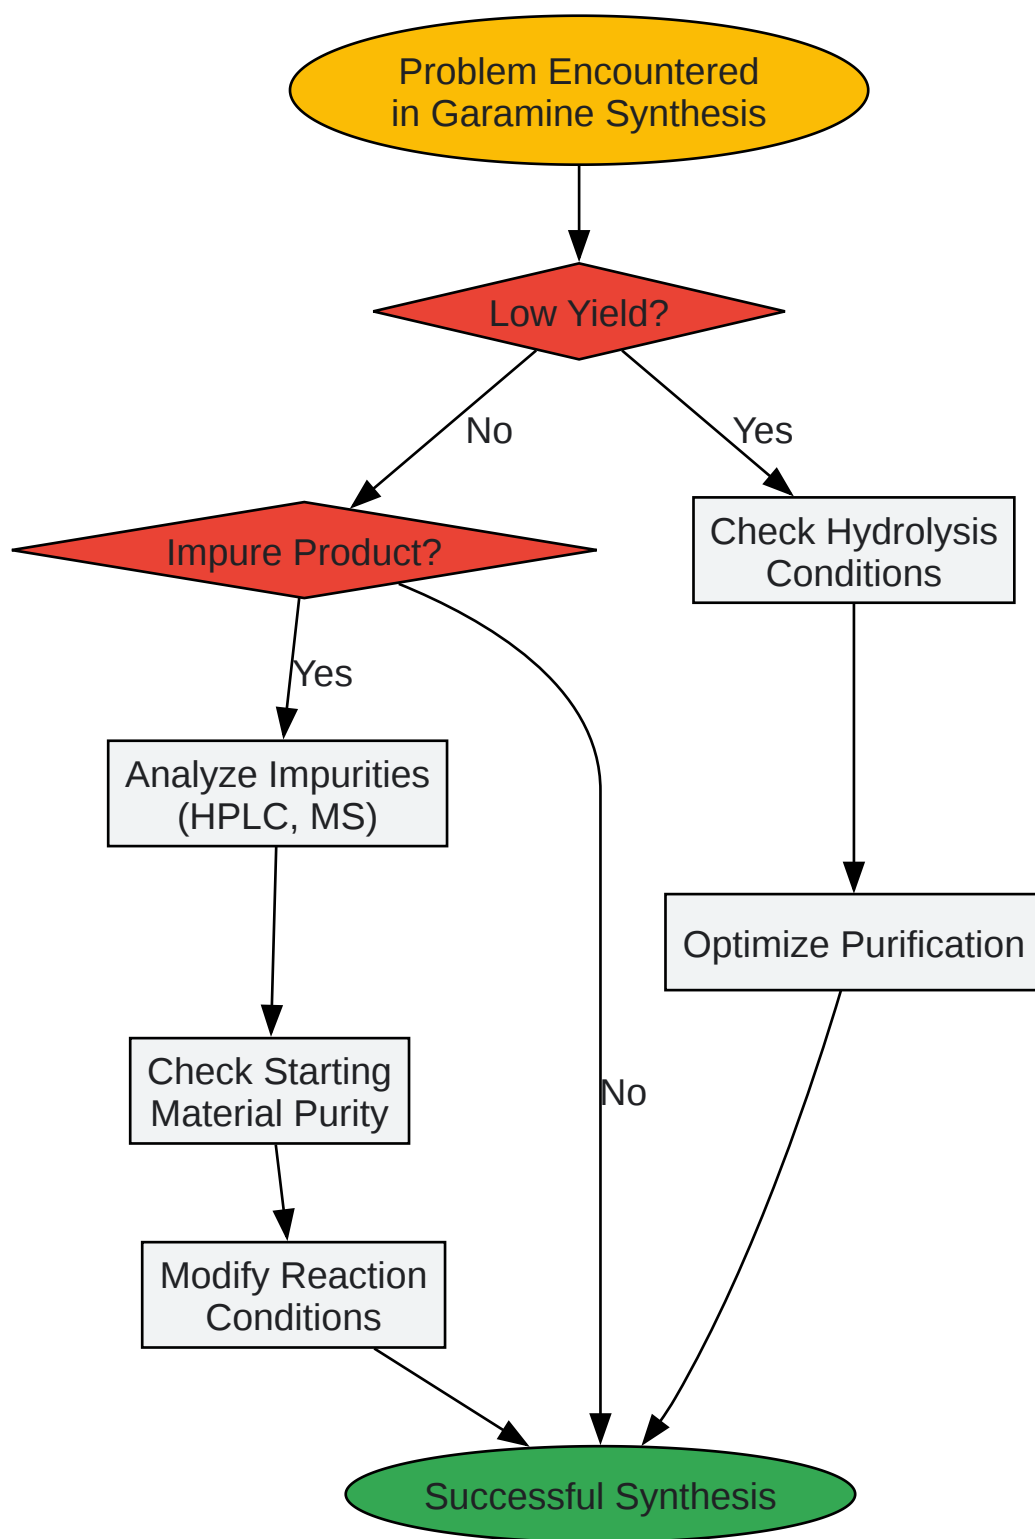 Problem Encountered
in Garamine Synthesis
Low Yield?
No
Yes
Impure Product?
Check Hydrolysis
Conditions
Yes
Analyze Impurities
(HPLC, MS)
Optimize Purification
Check Starting
Material Purity
No
Modify Reaction
Conditions
Successful Synthesis